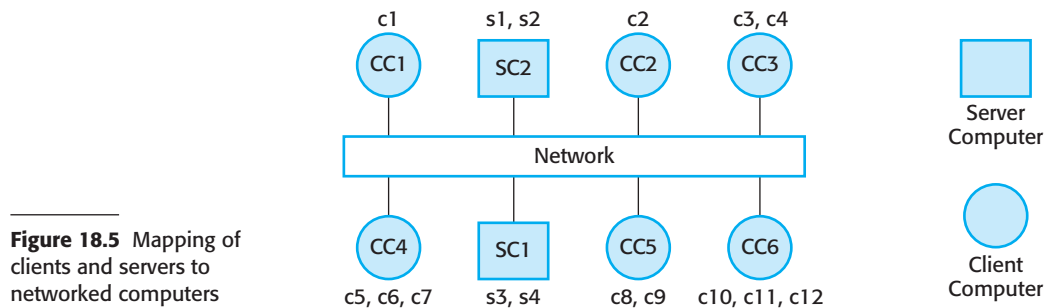 c1
s1, s2
c2
c3, c4
CC1
SC2
CC2
CC3
Network
CC4
SC1
CC5
CC6
c5, c6, c7
s3, s4
c8, c9
c10, c11, c12
Server
Computer
Client
Computer
Figure 18.5 Mapping of
clients and servers to
networked computers